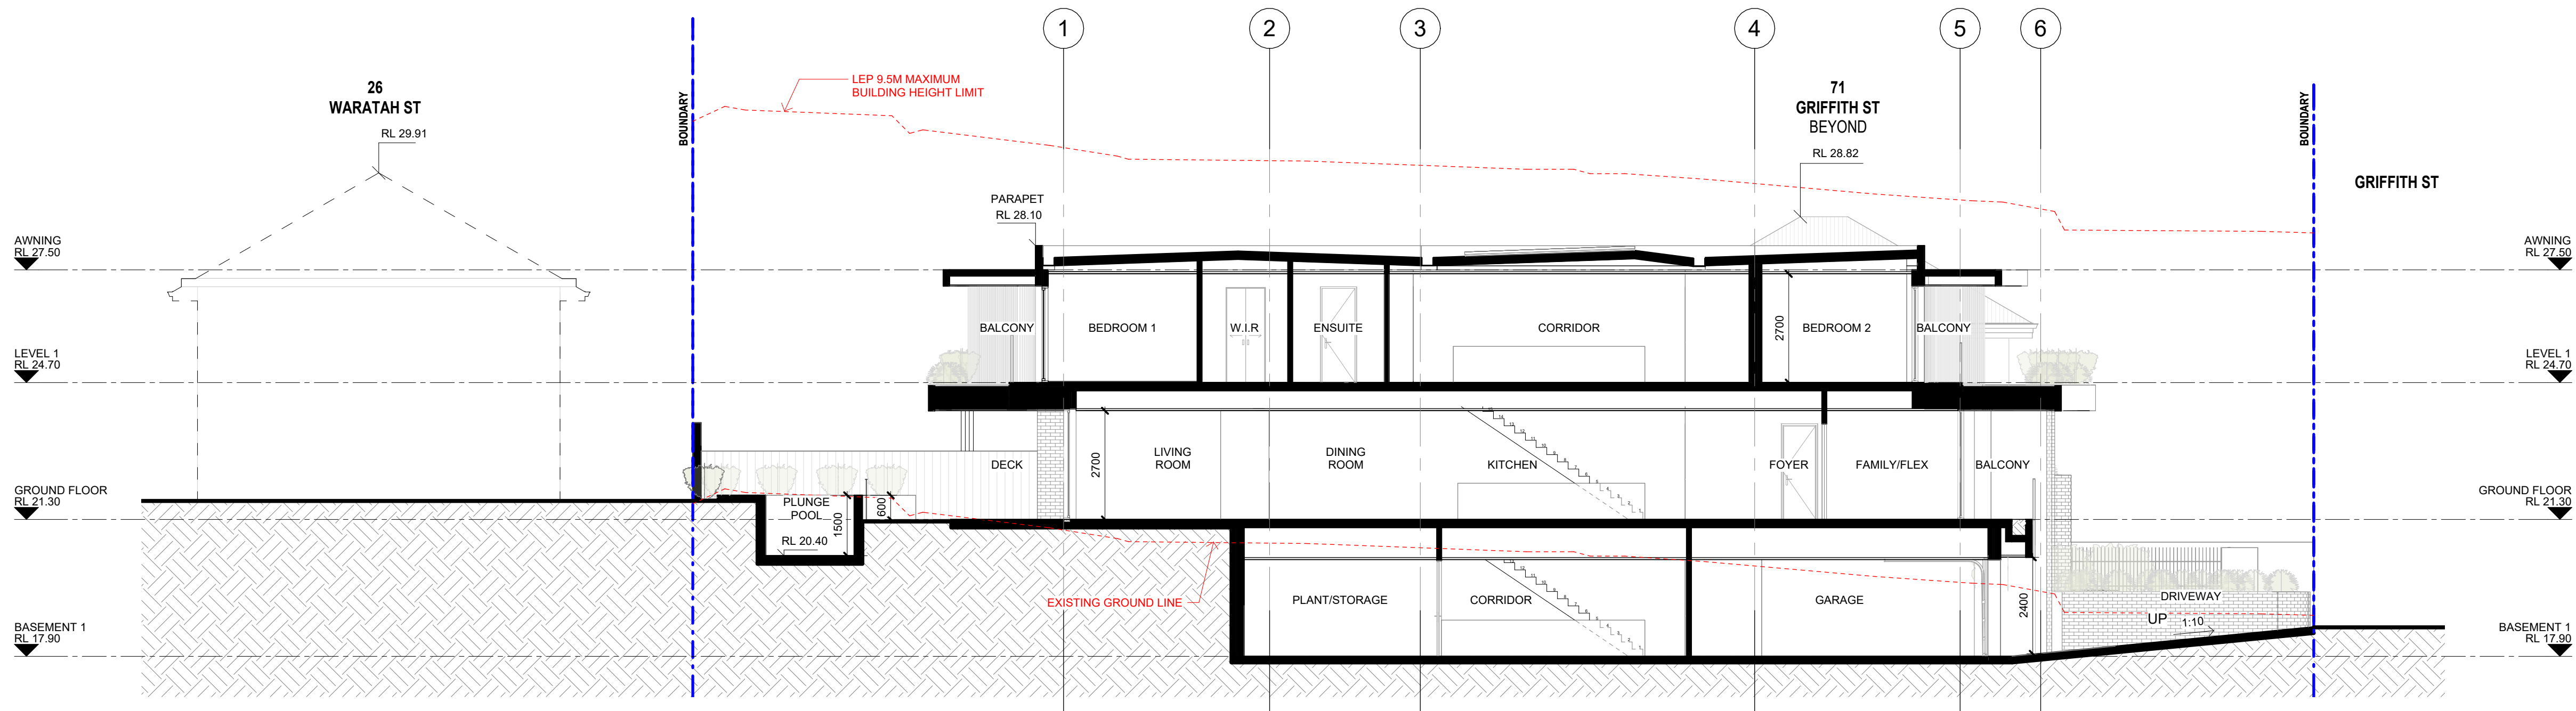 1
2
3
4
5
6
26
WARATAH ST
RL 29.91
BOUNDARY
LEP 9.5M MAXIMUM
BUILDING HEIGHT LIMIT
71
GRIFFITH ST
BEYOND
RL 28.82
BOUNDARY
GRIFFITH ST
PARAPET
RL 28.10
AWNING
RL 27.50
AWNING
RL 27.50
BALCONY
BEDROOM 1
W.I.R
ENSUITE
CORRIDOR
2700
BEDROOM 2
BALCONY
LEVEL 1
RL 24.70
LEVEL 1
RL 24.70
DECK
2700
LIVING
ROOM
DINING
ROOM
KITCHEN
FOYER
FAMILY/FLEX
BALCONY
GROUND FLOOR
RL 21.30
GROUND FLOOR
RL 21.30
PLUNGE
POOL
1500
600
RL 20.40
EXISTING GROUND LINE
PLANT/STORAGE
CORRIDOR
GARAGE
2400
DRIVEWAY
UP
1:10
BASEMENT 1
RL 17.90
BASEMENT 1
RL 17.90